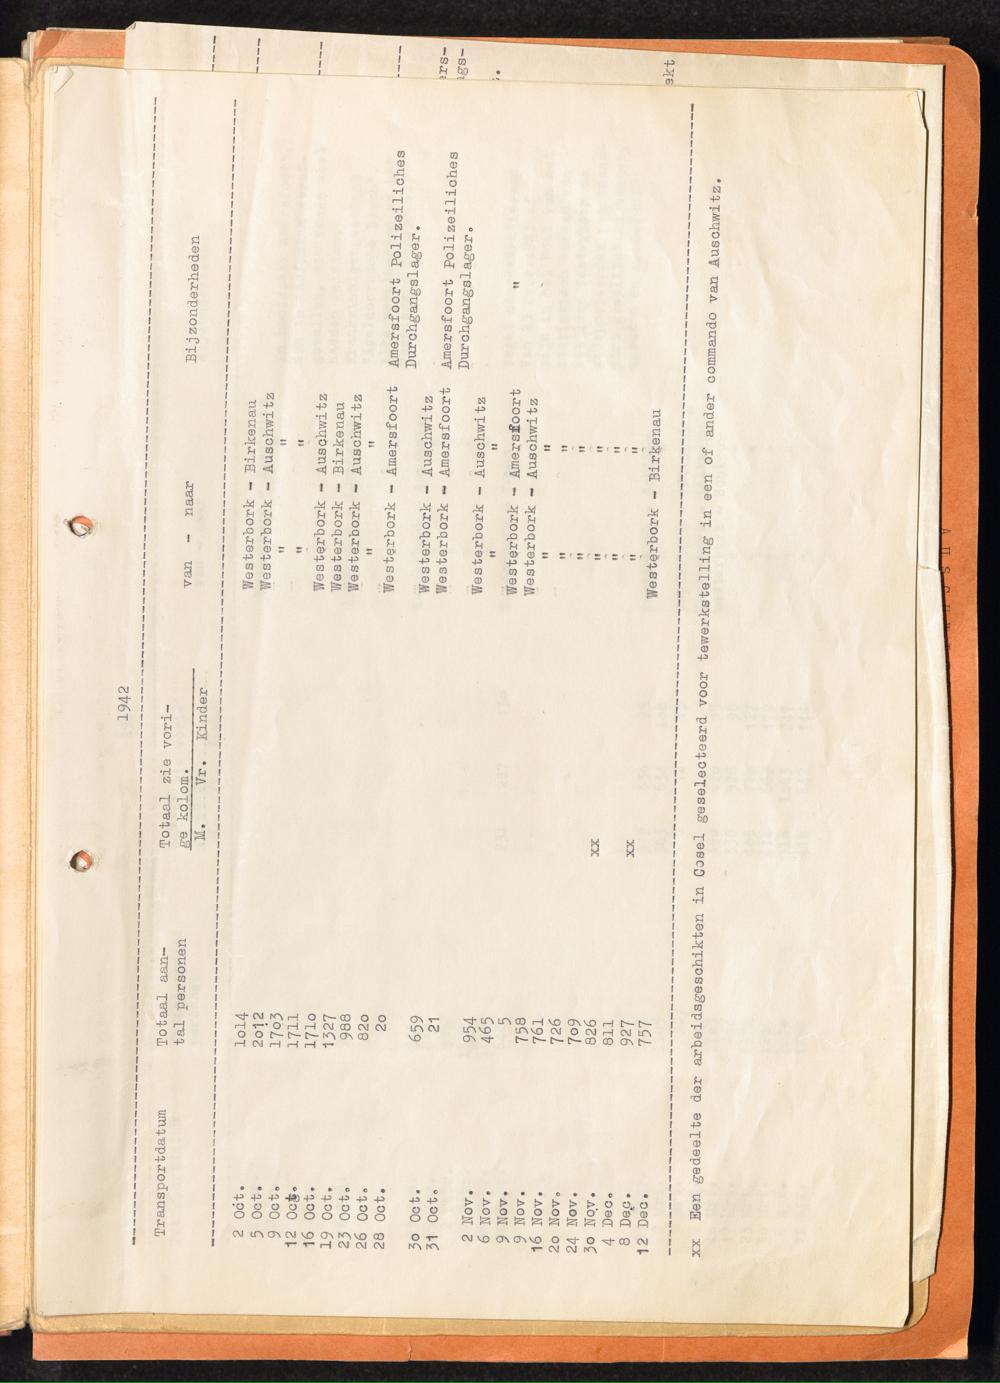 1942
Transportdatum Totaal aan- Totaal zie vori- van - naar Bijzonderheden
tal personen ge kolom.
M. Vr. Kinder
2 Oct. 1014 Westerbork - Birkenau
5 Oct. 2012 Westerbork - Auschwitz
9 Oct. 1703 " "
12 Oct. 1711 " "
16 Oct. 1710 Westerbork - Auschwitz
19 Oct. 1327 Westerbork - Birkenau
23 Oct. 988 Westerbork - Auschwitz
26 Oct. 820 " "
28 Oct. 20 Westerbork - Amersfoort Amersfoort Polizeiliches
Durchgangslager.
30 Oct. 659 Westerbork - Auschwitz
31 Oct. 21 Westerbork - Amersfoort Amersfoort Polizeiliches
Durchgangslager.
2 Nov. 954 Westerbork - Auschwitz
6 Nov. 465 " "
9 Nov. 5 Westerbork - Amersfoort "
9 Nov. 758 Westerbork - Auschwitz
16 Nov. 761 " "
20 Nov. 726 " "
24 Nov. 709 " "
30 Nov. 826 xx " "
4 Dec. 811 " "
8 Dec. 927 xx " "
12 Dec. 757 Westerbork - Birkenau
xx Een gedeelte der arbeidsgeschikten in Cosel geselecteerd voor tewerkstelling in een of ander commando van Auschwitz.